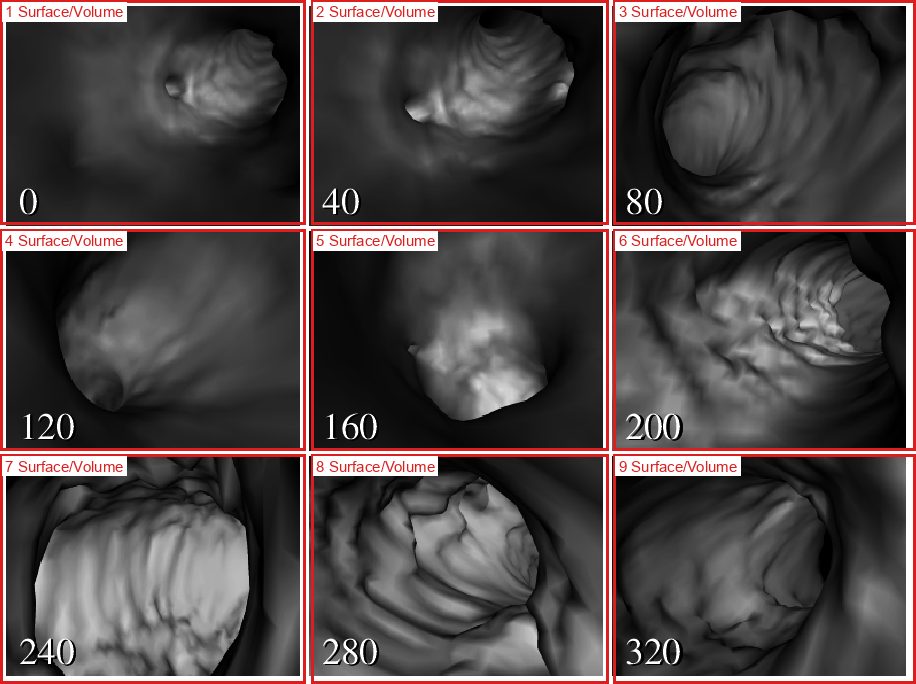 1 Surface/Volume
2 Surface/Volume
3 Surface/Volume
0
40
80
4 Surface/Volume
5 Surface/Volume
6 Surface/Volume
120
160
200
7 Surface/Volume
8 Surface/Volume
9 Surface/Volume
240
280
320